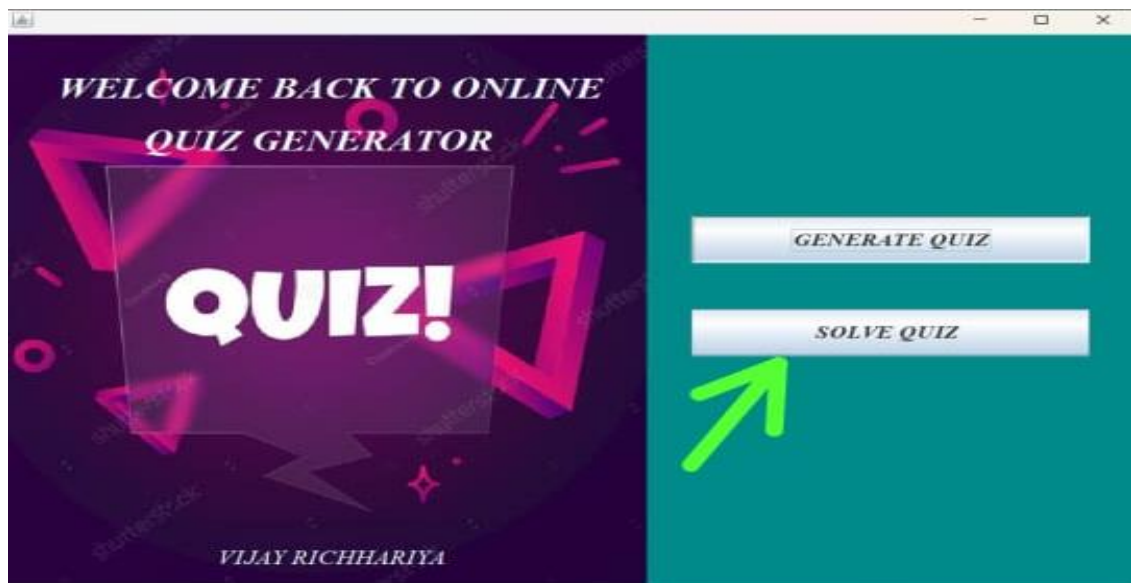 WELCOME BACK TO ONLINE
QUIZ GENERATOR
QUIZ!
VIJAY RICHHARIYA
GENERATE QUIZ
SOLVE QUIZ